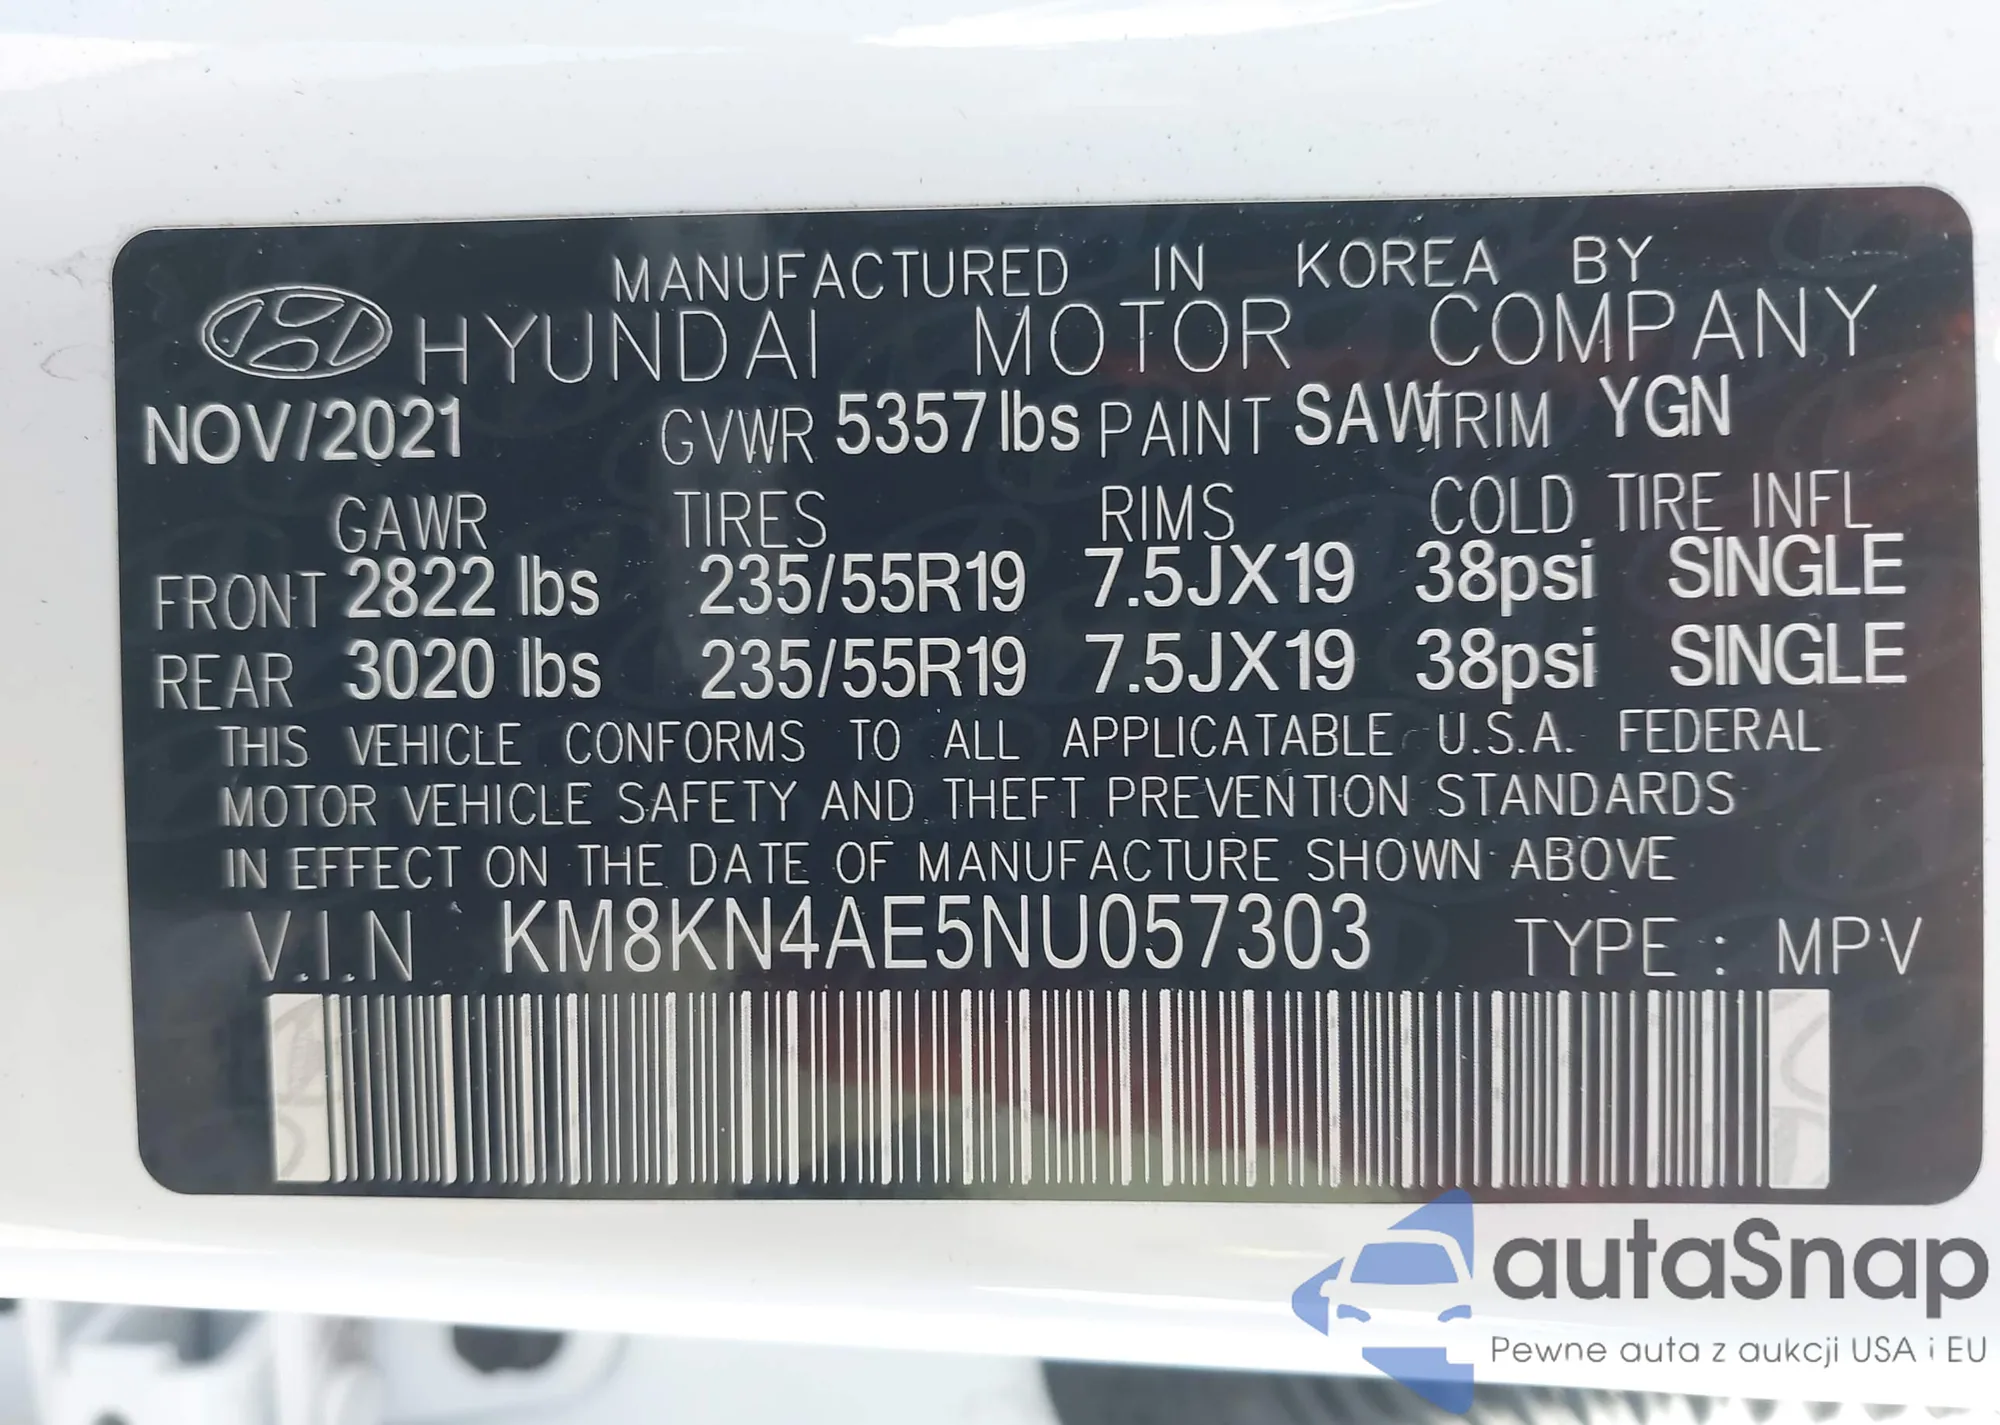 MANUFACTURED IN KOREA BY
HYUNDAI MOTOR COMPANY
NOV/2021 GVWR 5357lbs PAINT SAW TRIM YGN
GAWR TIRES RIMS COLD TIRE INFL
FRONT 2822 lbs 235/55R19 7.5JX19 38psi SINGLE
REAR 3020 lbs 235/55R19 7.5JX19 38psi SINGLE
THIS VEHICLE CONFORMS TO ALL APPLICATABLE U.S.A. FEDERAL
MOTOR VEHICLE SAFETY AND THEFT PREVENTION STANDARDS
IN EFFECT ON THE DATE OF MANUFACTURE SHOWN ABOVE
V.I.N KM8KN4AE5NU057303 TYPE : MPV
autaSnap
Pewne auta z aukcji USA i EU